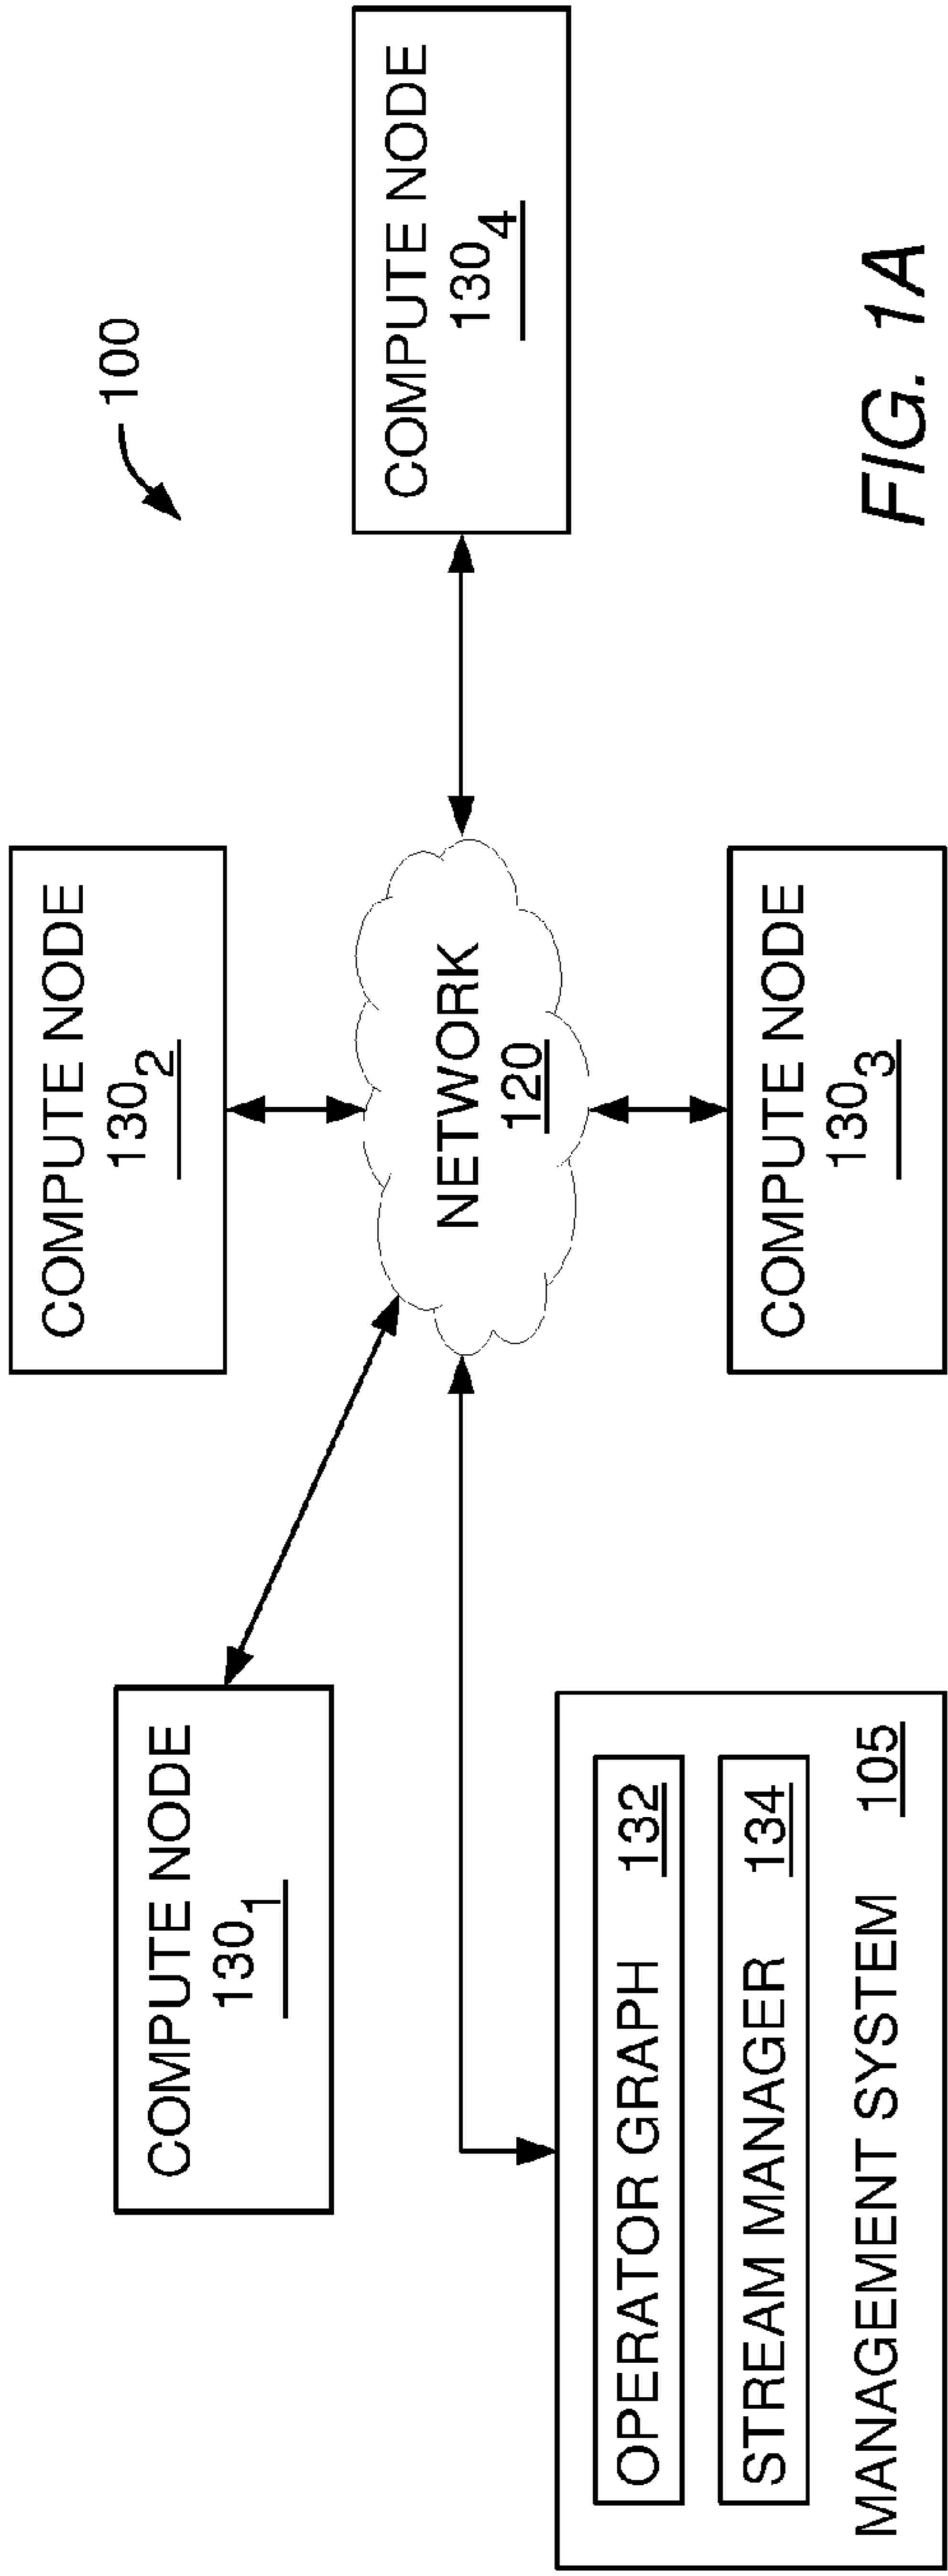 100
COMPUTE NODE
130₂
COMPUTE NODE
130₁
COMPUTE NODE
130₄
NETWORK
120
OPERATOR GRAPH 132
STREAM MANAGER 134
MANAGEMENT SYSTEM 105
COMPUTE NODE
130₃
FIG. 1A